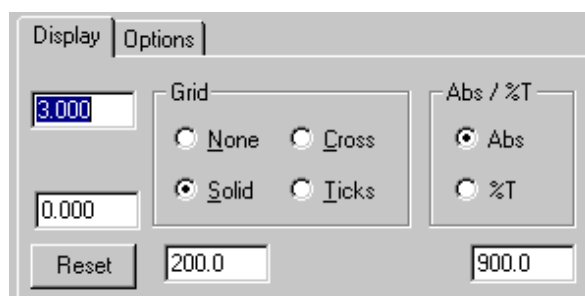 Display Options
3.000
Grid
Abs / %T
None Cross
Abs
Solid Ticks
%T
0.000
Reset
200.0
900.0